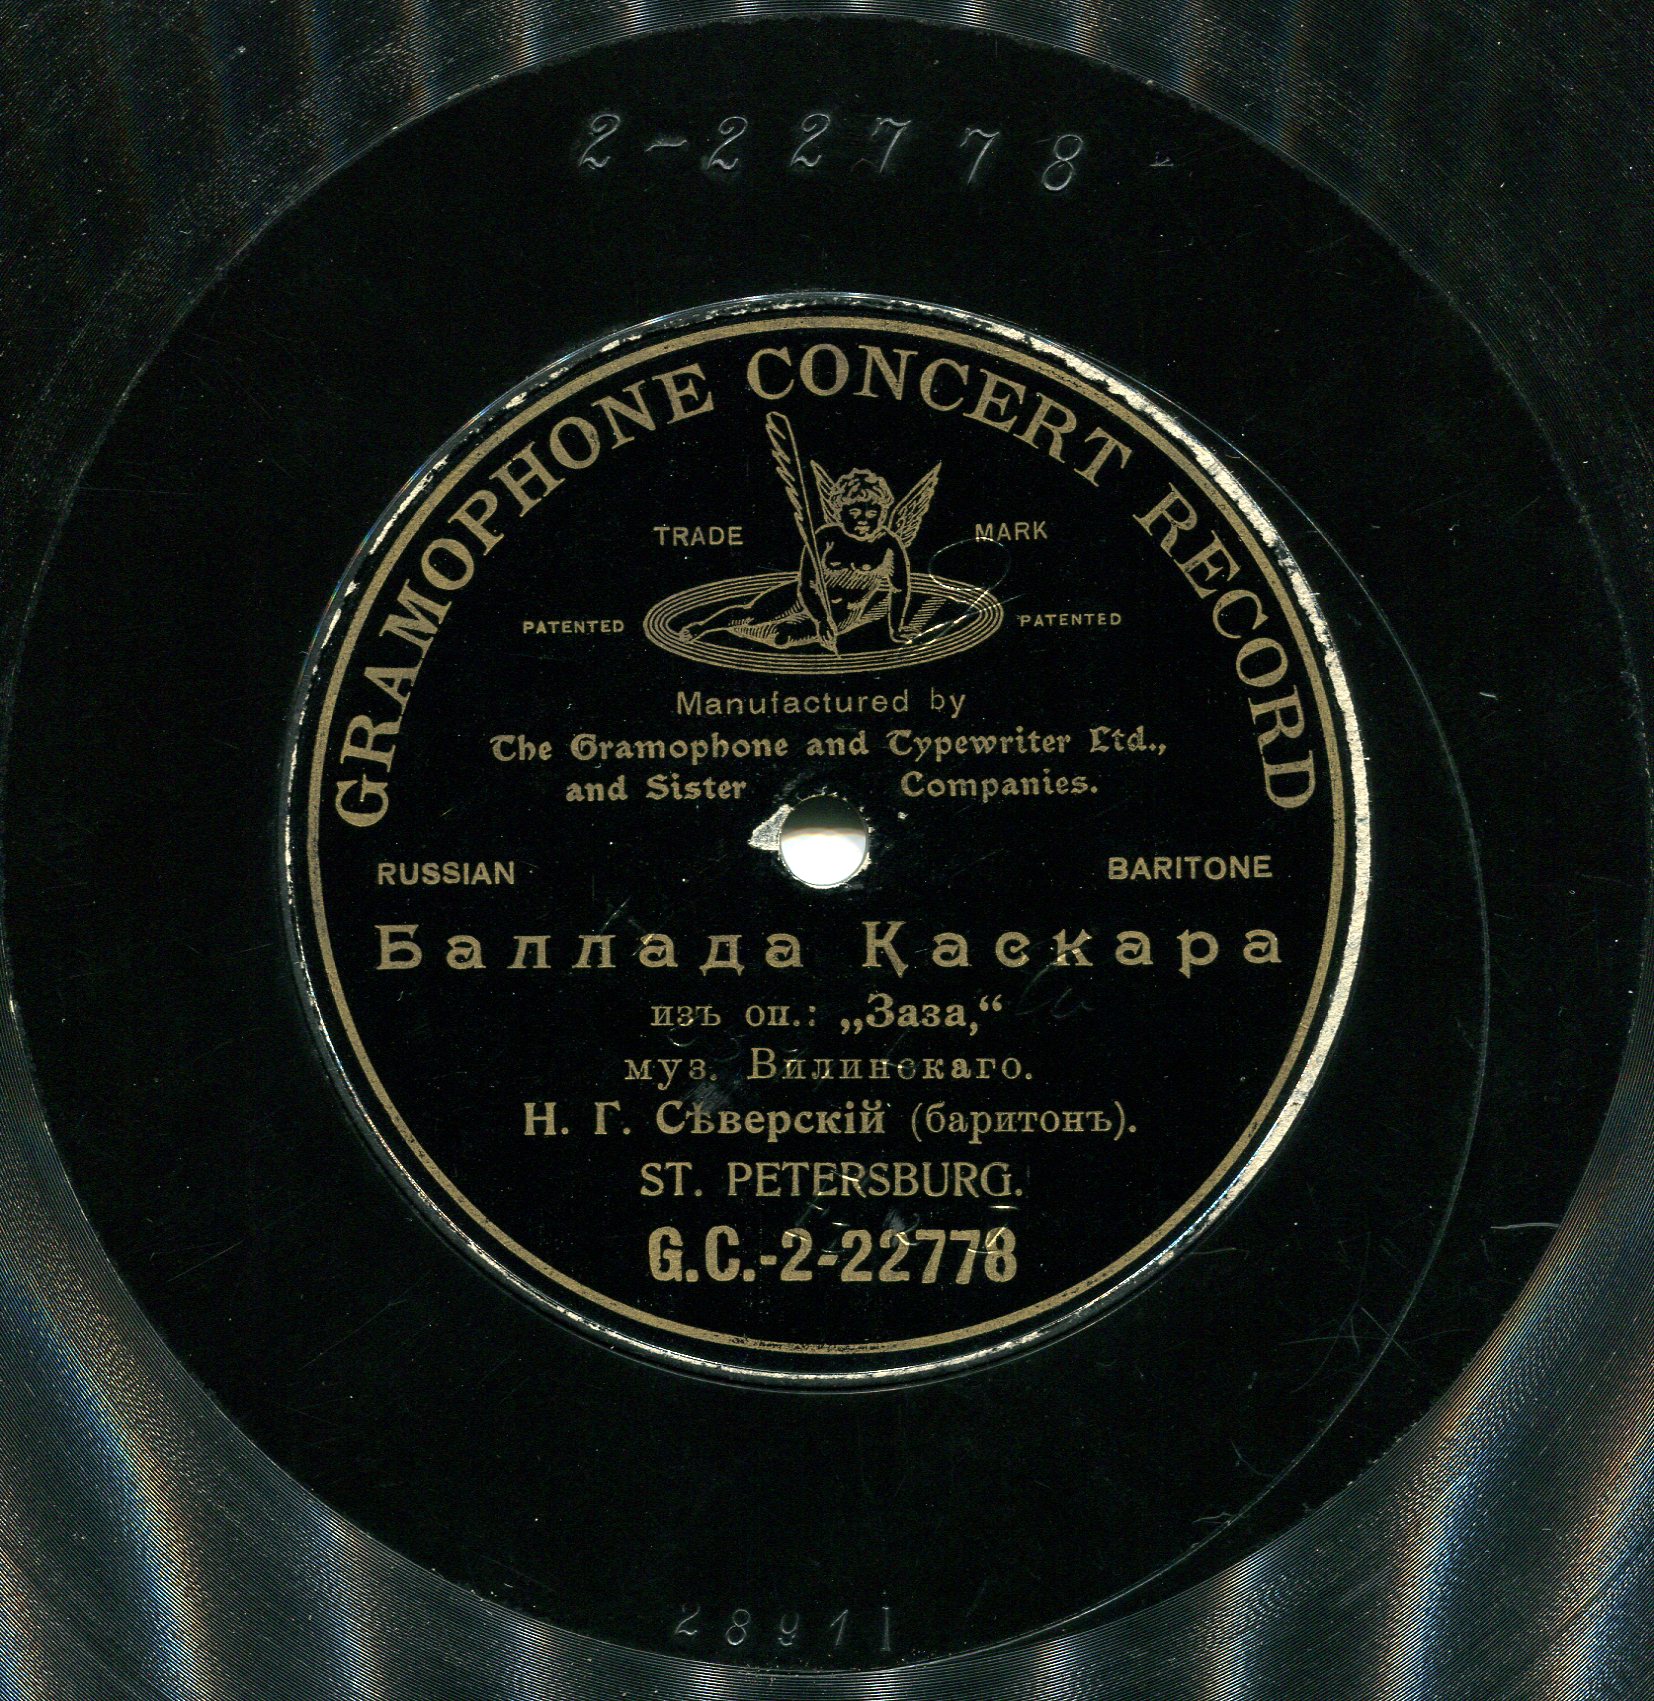 2-22778
GRAMOPHONE CONCERT RECORD
TRADE MARK
PATENTED PATENTED
Manufactured by
The Gramophone and Typewriter Ltd.,
and Sister Companies.
RUSSIAN BARITONE
Баллада Каскара
изъ оп.: „Заза,“
муз. Вилинскаго.
Н. Г. Сѣверскій (баритонъ).
ST. PETERSBURG.
G.C.-2-22778